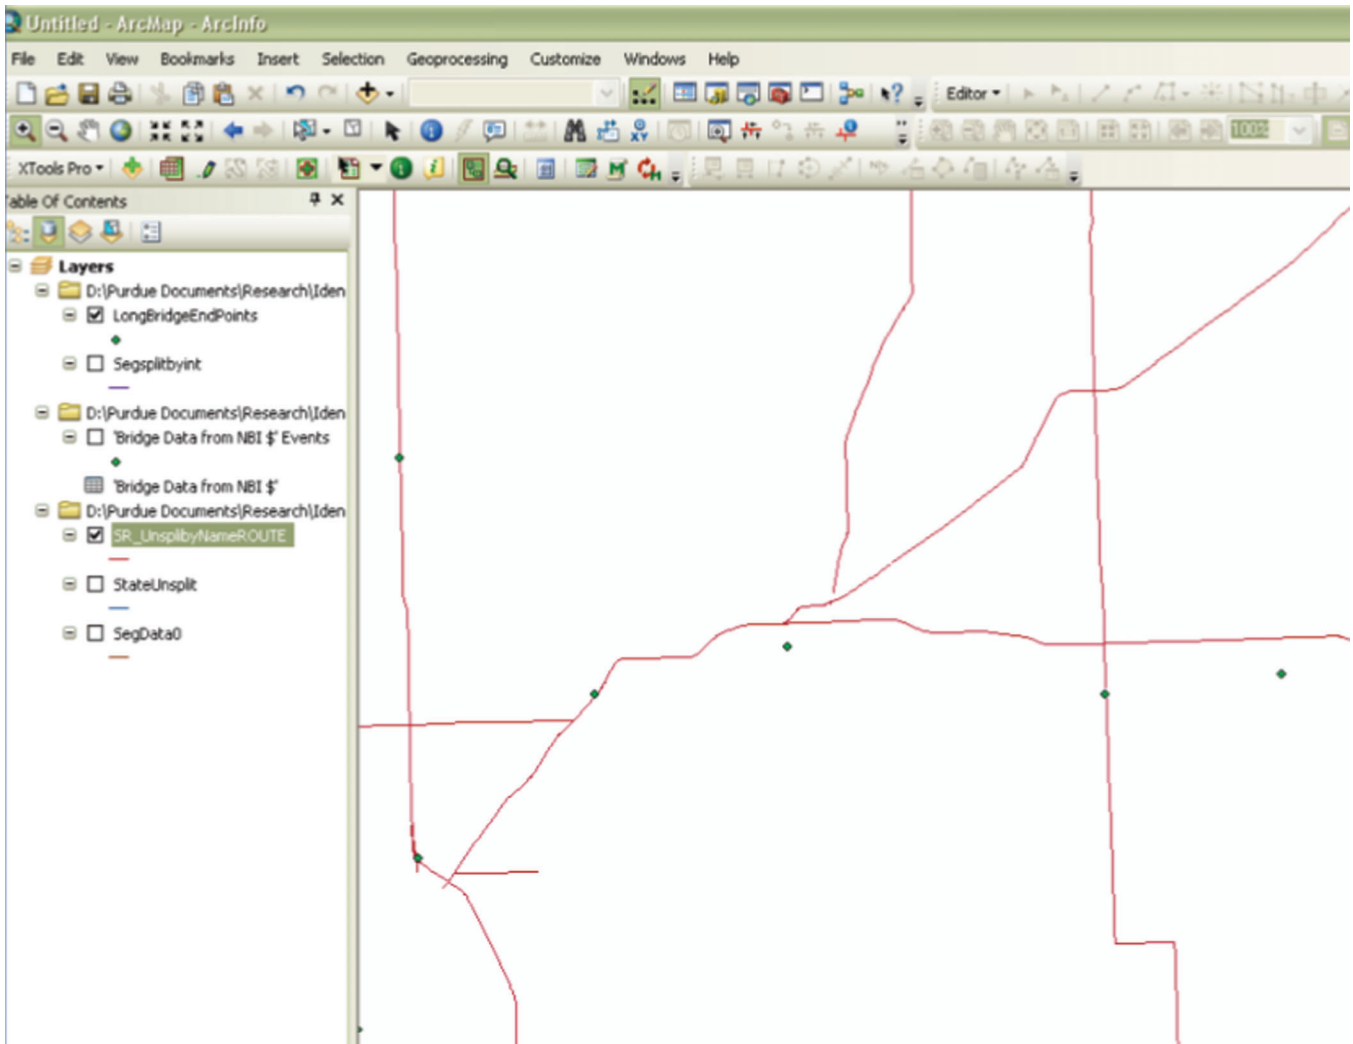 Untitled - ArcMap - ArcInfo
File Edit View Bookmarks Insert Selection Geoprocessing Customize Windows Help
Editor
100%
XTools Pro
Table Of Contents
Layers
D:\Purdue Documents\Research\Iden
LongBridgeEndPoints
Segsplitbyint
D:\Purdue Documents\Research\Iden
'Bridge Data from NBI $' Events
'Bridge Data from NBI $'
D:\Purdue Documents\Research\Iden
SR_UnsplibyNameROUTE
StateUnsplit
SegData0